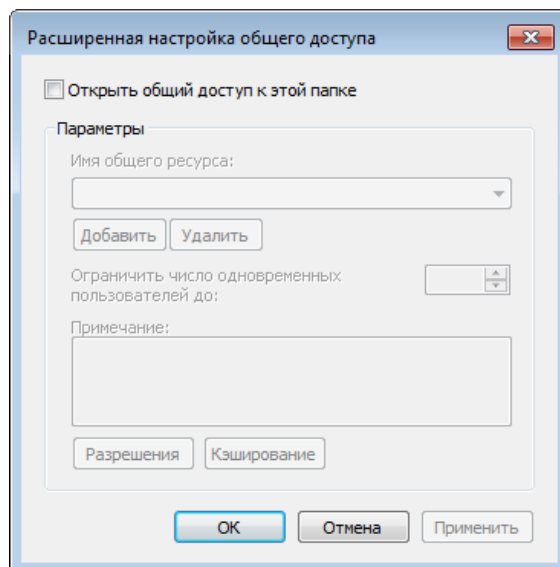 Расширенная настройка общего доступа
Открыть общий доступ к этой папке
Параметры
Имя общего ресурса:
Добавить Удалить
Ограничить число одновременных
пользователей до:
Примечание:
Разрешения Кэширование
ОК Отмена Применить